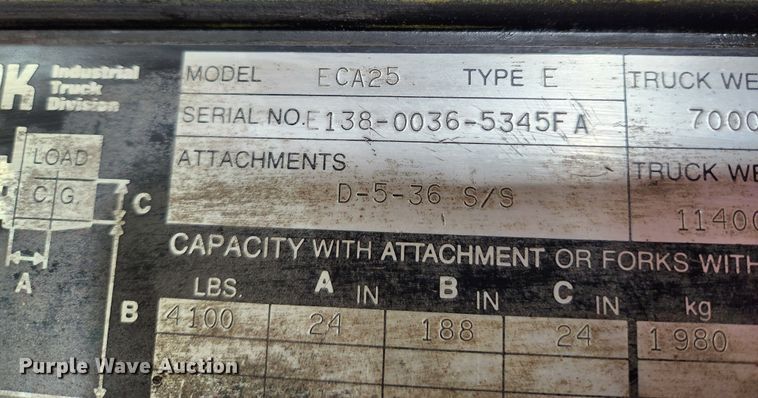 RK Industrial
Truck
Division
MODEL ECA25 TYPE E TRUCK WE
SERIAL NO. E138-0036-5345FA 7000
ATTACHMENTS TRUCK WE
D-5-36 S/S 11400
LOAD
C.G.
C
A
B
CAPACITY WITH ATTACHMENT OR FORKS WITH
LBS. A IN B IN C IN kg
4100 24 188 24 1980
Purple Wave Auction